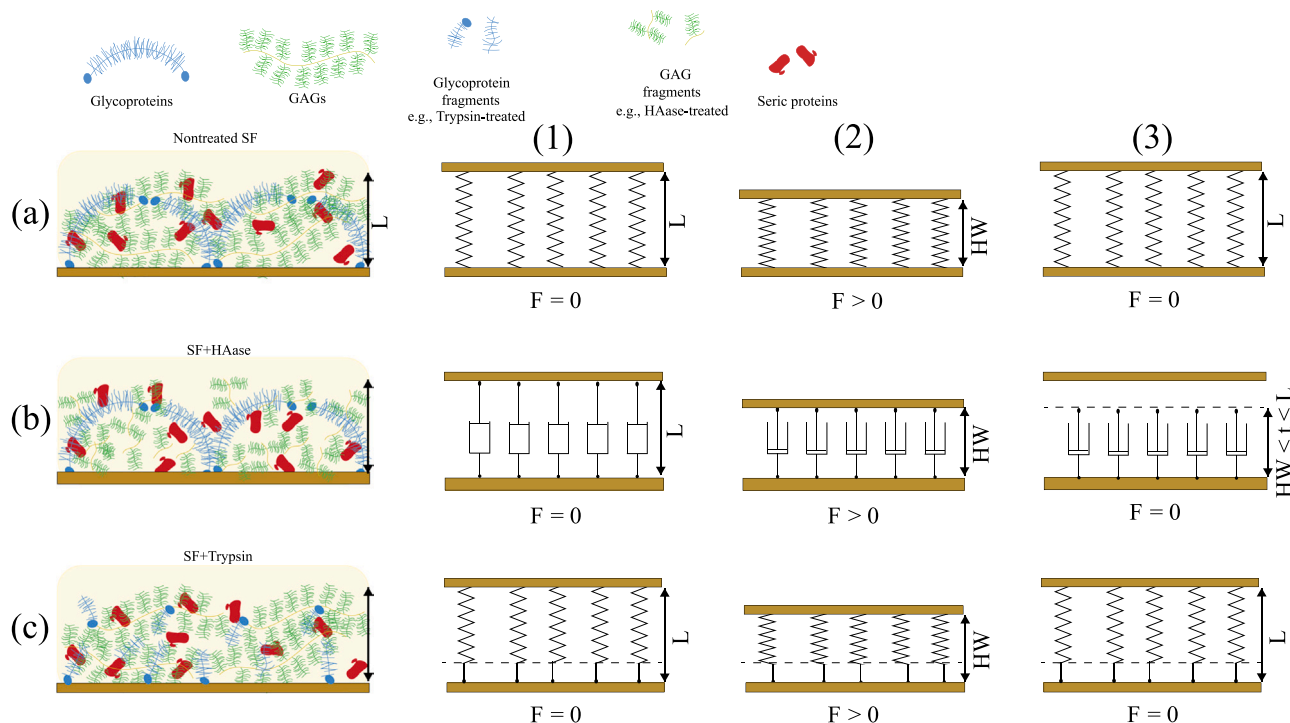 Glycoproteins
GAGs
Glycoprotein
fragments
e.g., Trypsin-treated
GAG
fragments
e.g., HAase-treated
Seric proteins
Nontreated SF
(1)
(2)
(3)
(a)
L
L
HW
L
F = 0
F > 0
F = 0
SF+HAase
(b)
L
HW
HW < t < L
F = 0
F > 0
F = 0
SF+Trypsin
(c)
L
HW
L
F = 0
F > 0
F = 0